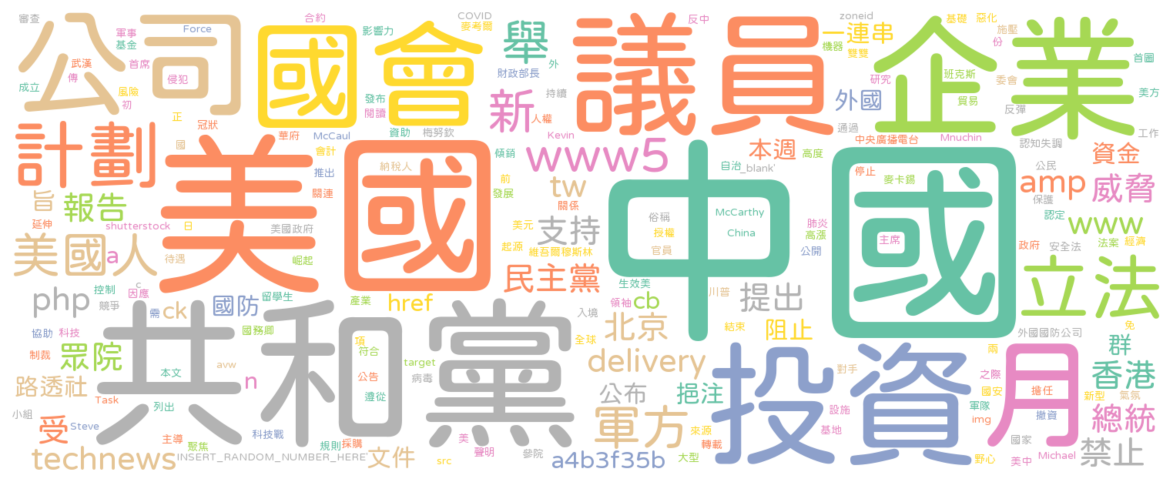 審查
軍事
基金
合約
影響力
COVID
麥考爾
反中
zoneid
基礎
惡化
公司
Force
國會
舉
議員
一連串
企業
施壓
份
機器
雙雙
首圖
武漢
傳
首席
侵犯
財政部長
外
班克斯
委會
成立
風險
初
發布
閱讀
持續
研究
外國
貿易
反彈
美方
新
人權
正
冠狀
華府
McCaul
資助
梅努欽
Kevin
通過
中央廣播電台
Mnuchin
認知失調
工作
計劃
美國
國
會計
傾銷
www5
本週
高度
公民
資金
推出
納稅人
前
自治
_blank'
停止
麥卡錫
保護
amp
威脅
旨
報告
關連
發展
tw
關係
中國
俗稱
授權
官員
McCarthy
China
肺炎
高漲
公開
主席
認定
www
延伸
shutterstock
日
美國政府
美元
支持
政府
安全法
法案
經濟
美國人
a
待遇
崛起
起源
維吾爾穆斯林
民主黨
生效美
立法
php
控制
c
因應
競爭
ck
需
國防
留學生
產業
href
領袖
cb
川普
提出
入境
北京
結束
阻止
外國國防公司
免
協助
科技
國務卿
共和黨
項
符合
全球
群
制裁
眾院
本文
avw
target
delivery
對手
兩
香港
路透社
n
公告
病毒
公布
挹注
投資
月
之際
擔任
國安
新型
氣氛
Task
列出
遵從
設施
軍隊
撤資
小組
受
Steve
科技戰
主導
聚焦
規則
採購
美
聲明
參院
軍方
來源
基地
轉載
img
總統
國家
technews
INSERT_RANDOM_NUMBER_HERE
文件
src
a4b3f35b
大型
野心
美中
Michael
禁止